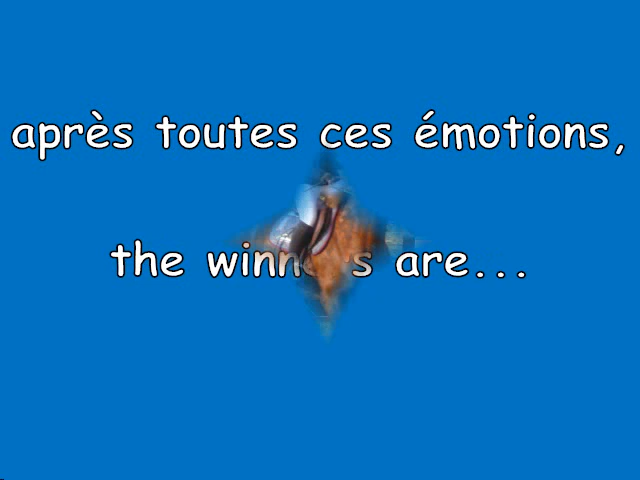 après toutes ces émotions,
the winners are...